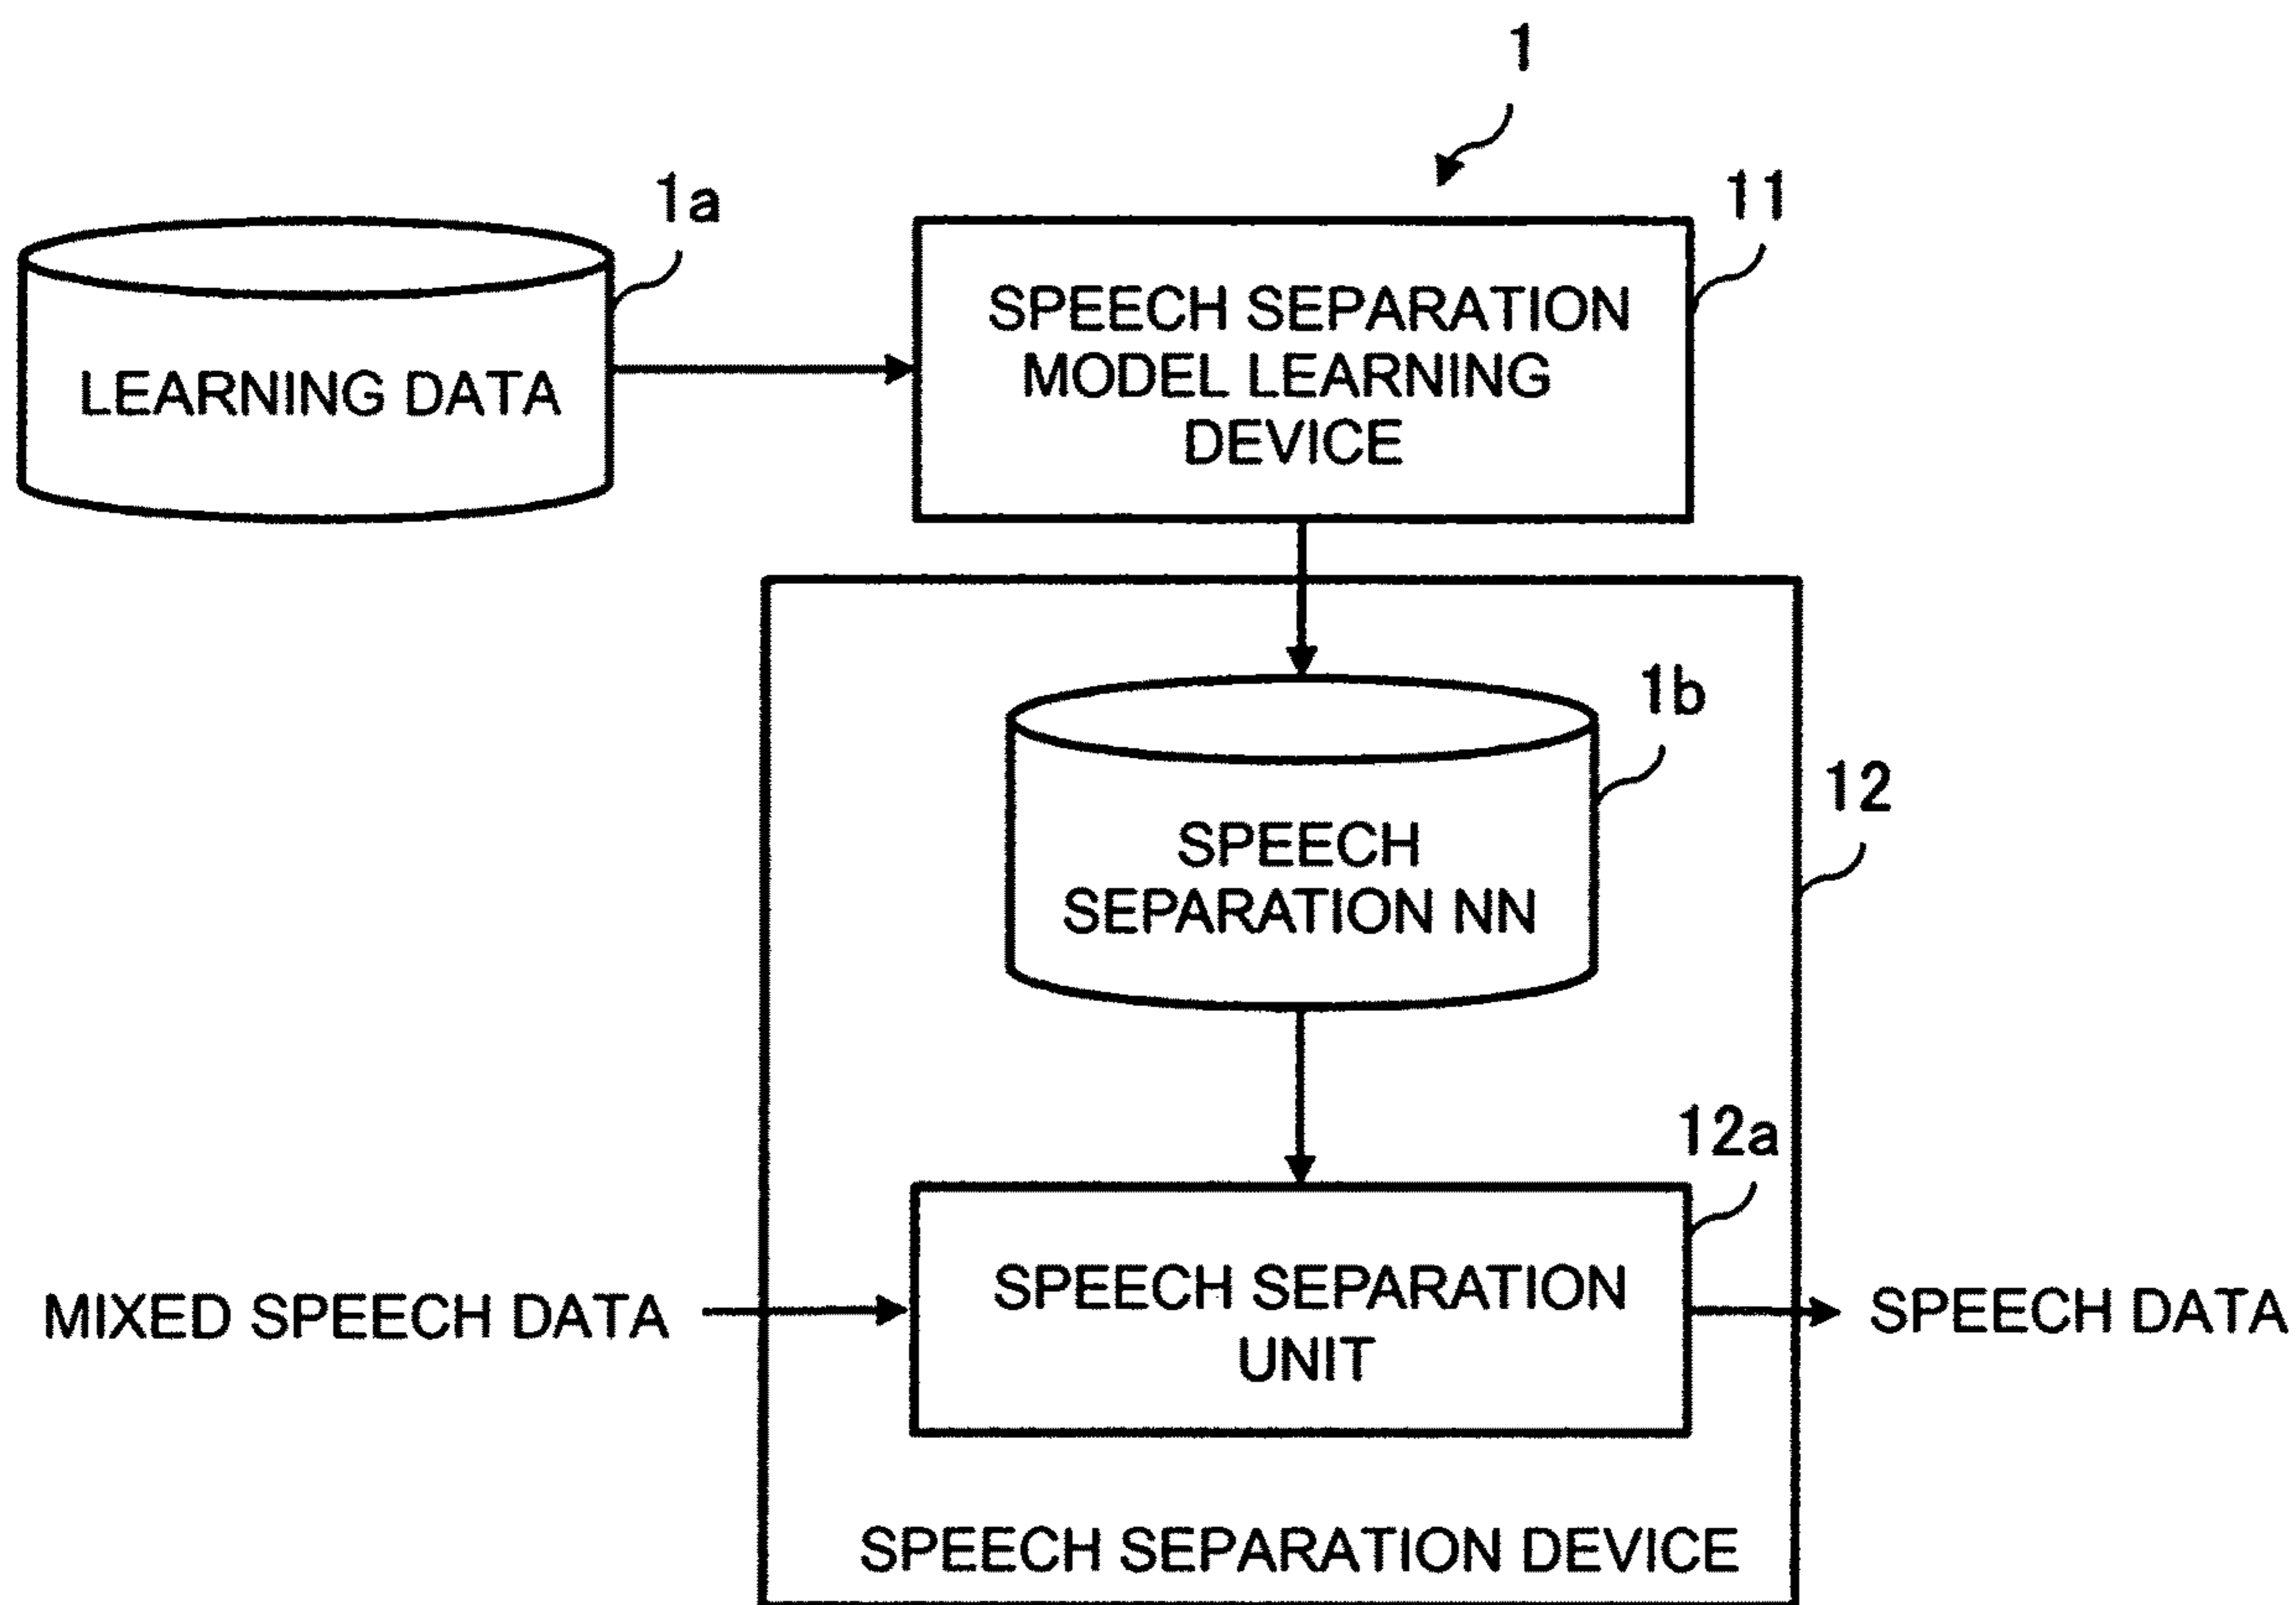 1
1a
11
LEARNING DATA
SPEECH SEPARATION
MODEL LEARNING
DEVICE
1b
12
SPEECH
SEPARATION NN
12a
MIXED SPEECH DATA
SPEECH SEPARATION
UNIT
SPEECH DATA
SPEECH SEPARATION DEVICE